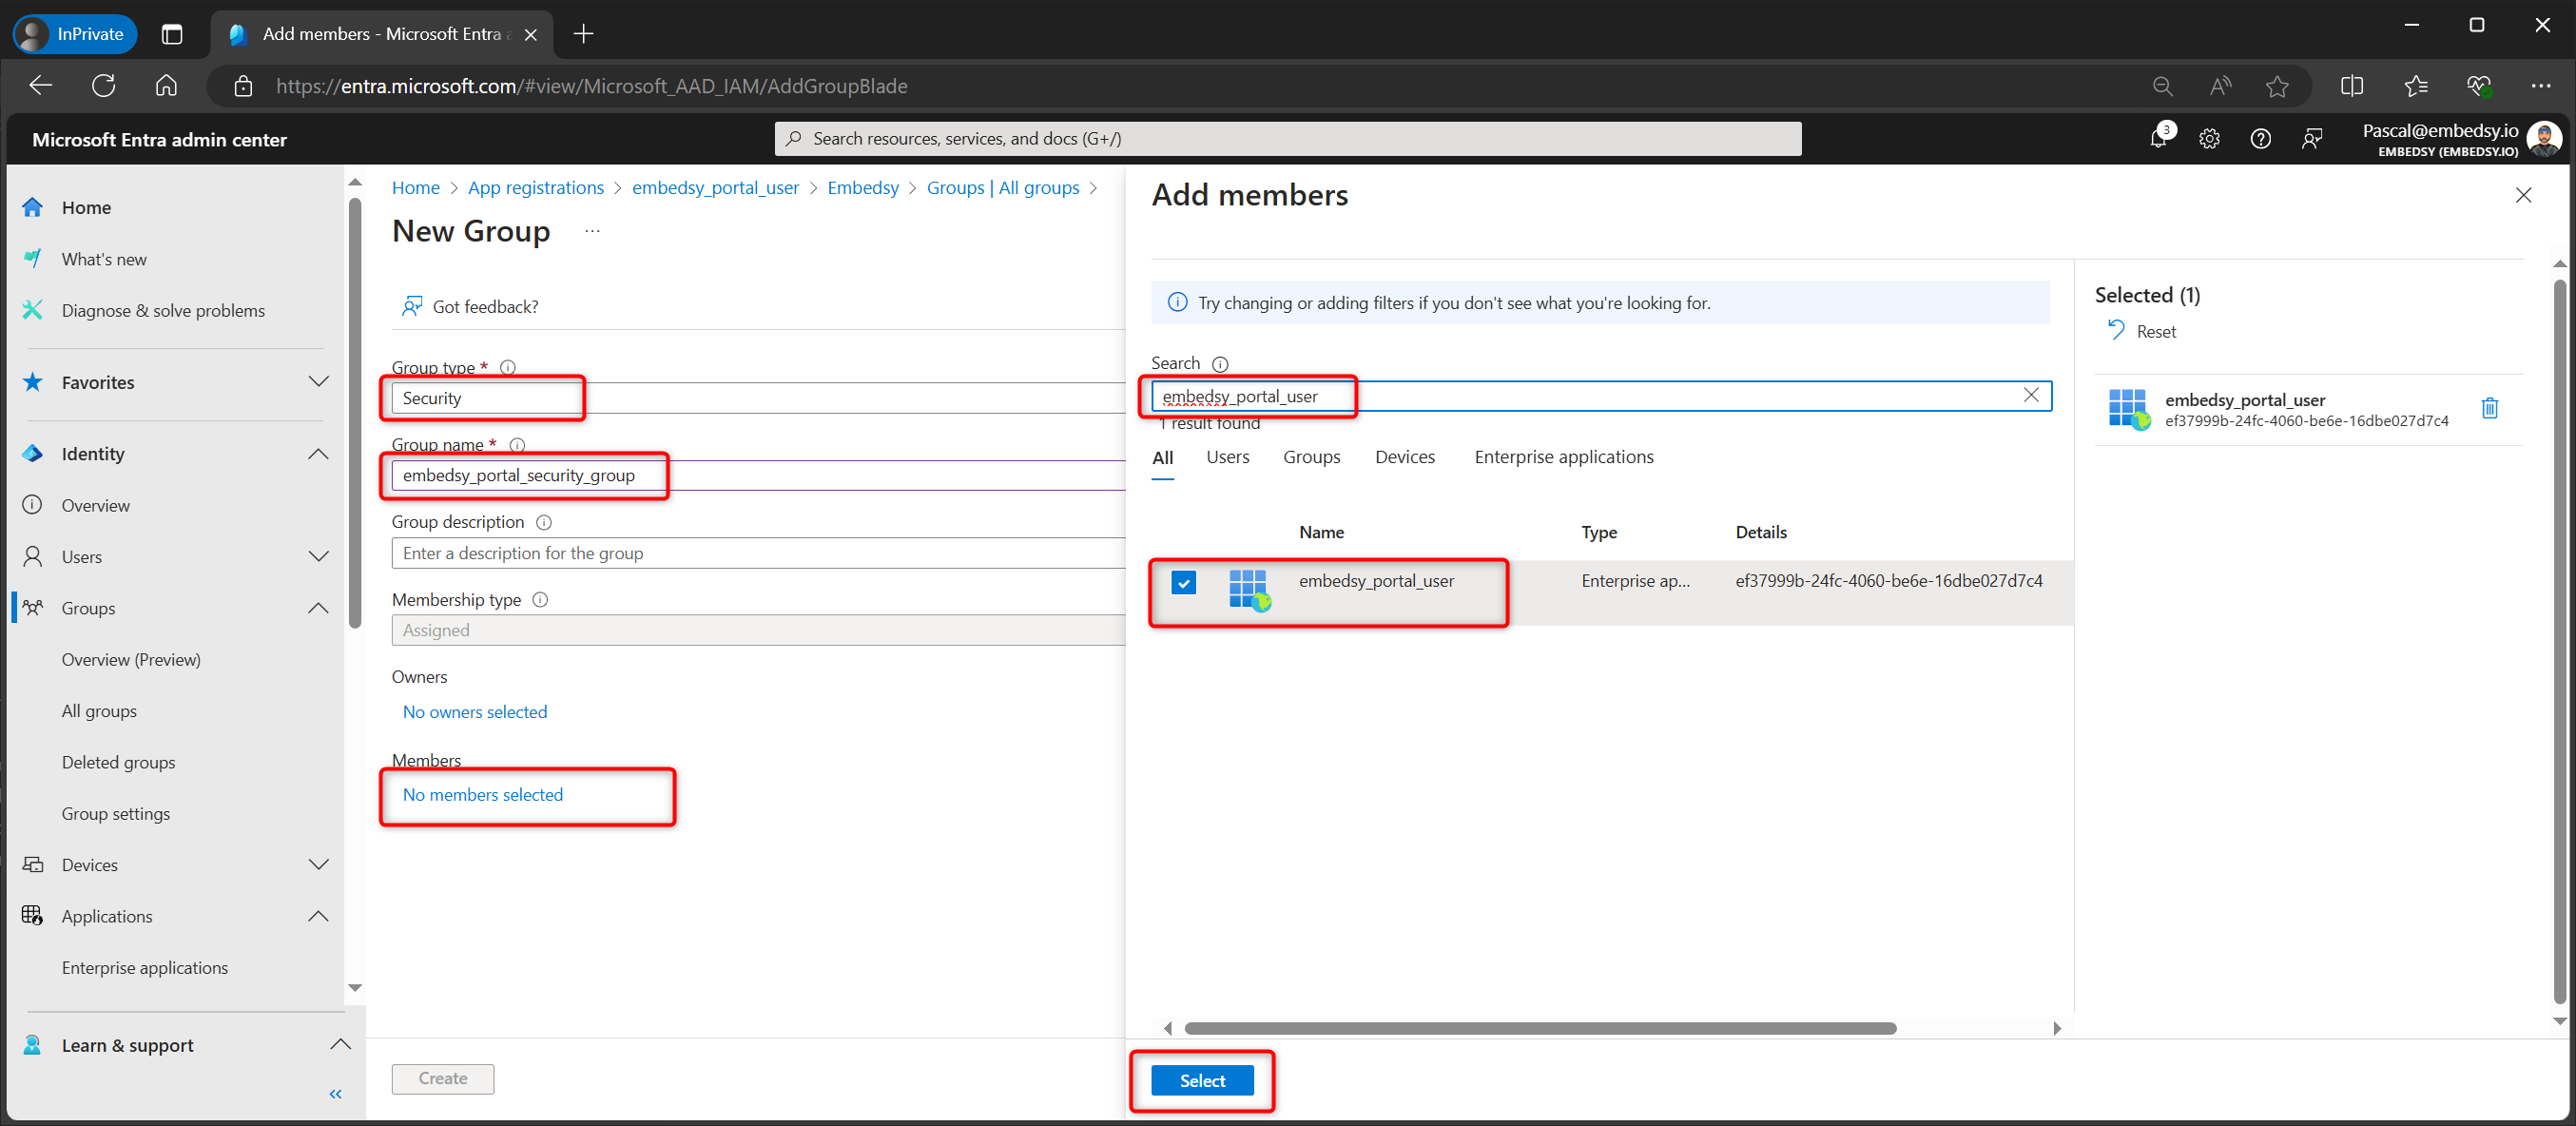 InPrivate
Add members - Microsoft Entra a
https://entra.microsoft.com/#view/Microsoft_AAD_IAM/AddGroupBlade
Microsoft Entra admin center
Search resources, services, and docs (G+/)
3
Pascal@embedsy.io
EMBEDSY (EMBEDSY.IO)
Home
What's new
Diagnose & solve problems
Favorites
Identity
Overview
Users
Groups
Overview (Preview)
All groups
Deleted groups
Group settings
Devices
Applications
Enterprise applications
Learn & support
Home > App registrations > embedsy_portal_user > Embedsy > Groups | All groups >
New Group ...
Got feedback?
Group type *
Security
Group name *
embedsy_portal_security_group
Group description
Enter a description for the group
Membership type
Assigned
Owners
No owners selected
Members
No members selected
Create
Add members
Try changing or adding filters if you don't see what you're looking for.
Search
embedsy_portal_user
1 result found
All Users Groups Devices Enterprise applications
Name Type Details
embedsy_portal_user Enterprise ap... ef37999b-24fc-4060-be6e-16dbe027d7c4
Select
Selected (1)
Reset
embedsy_portal_user
ef37999b-24fc-4060-be6e-16dbe027d7c4